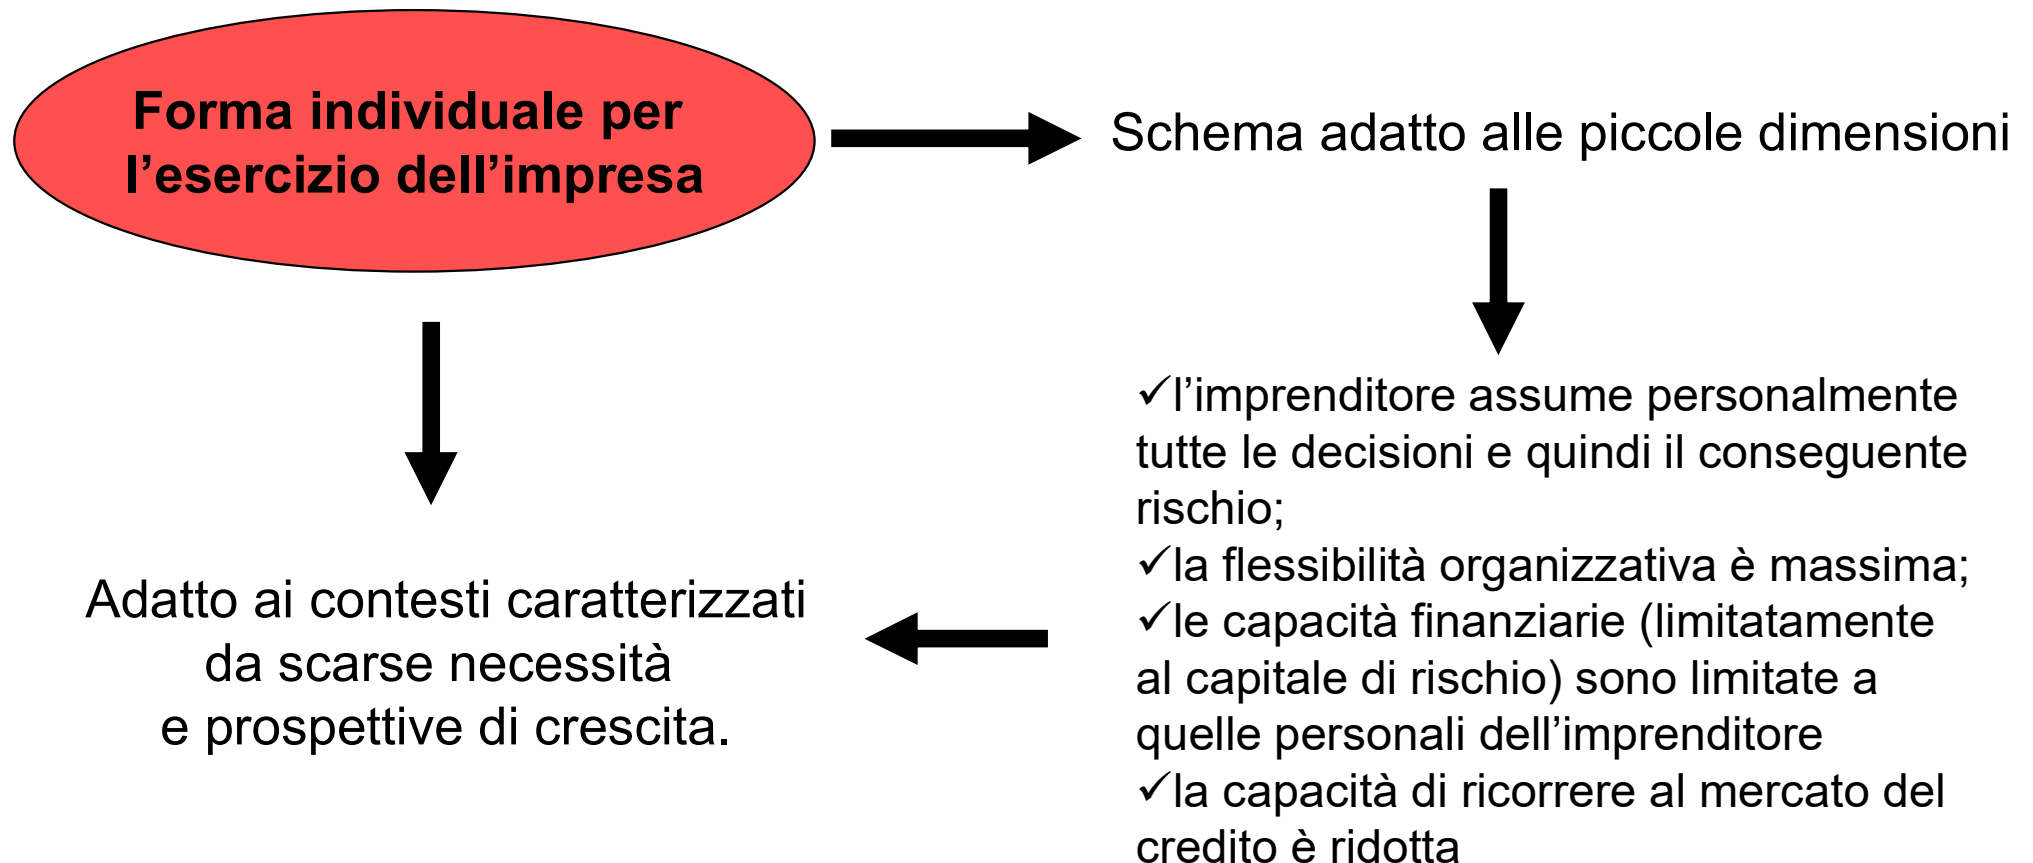 Forma individuale per
l’esercizio dell’impresa
Schema adatto alle piccole dimensioni
✓l’imprenditore assume personalmente
tutte le decisioni e quindi il conseguente
rischio;
✓la flessibilità organizzativa è massima;
✓le capacità finanziarie (limitatamente
al capitale di rischio) sono limitate a
quelle personali dell’imprenditore
✓la capacità di ricorrere al mercato del
credito è ridotta
Adatto ai contesti caratterizzati
da scarse necessità
e prospettive di crescita.